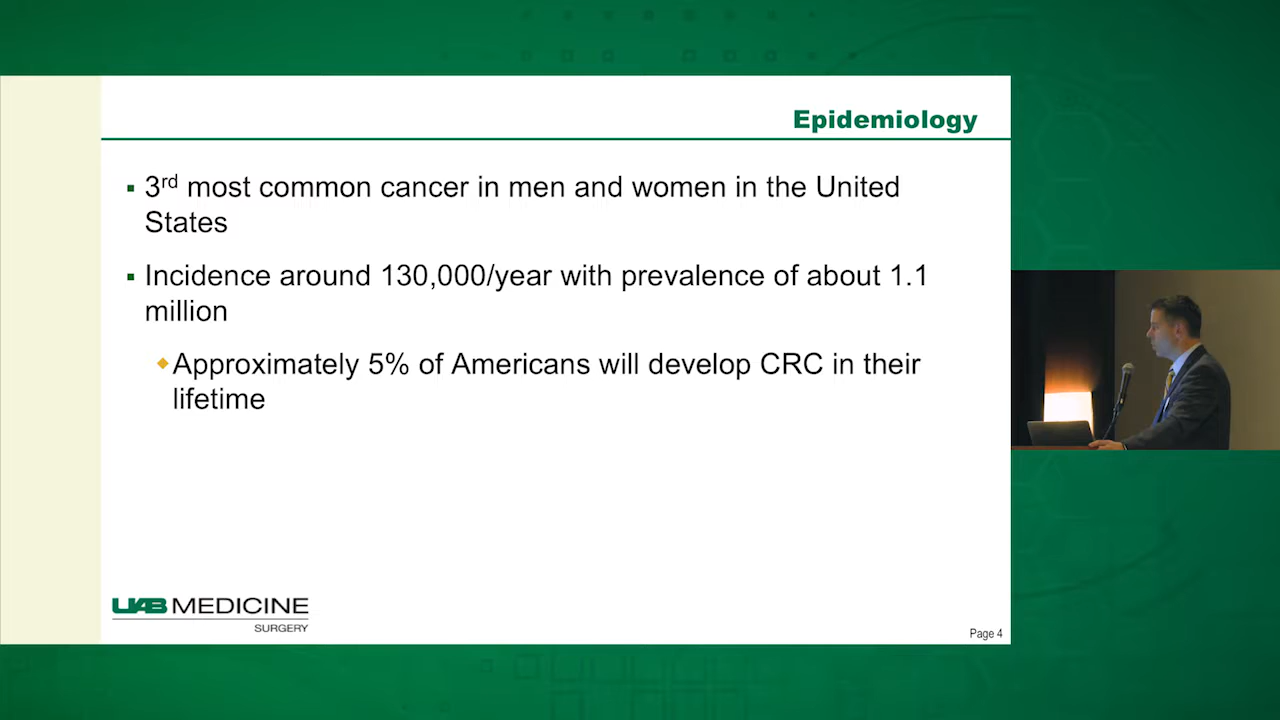 Epidemiology
▪ 3rd most common cancer in men and women in the United
States
▪ Incidence around 130,000/year with prevalence of about 1.1
million
◆Approximately 5% of Americans will develop CRC in their
lifetime
UAB MEDICINE
SURGERY
Page 4